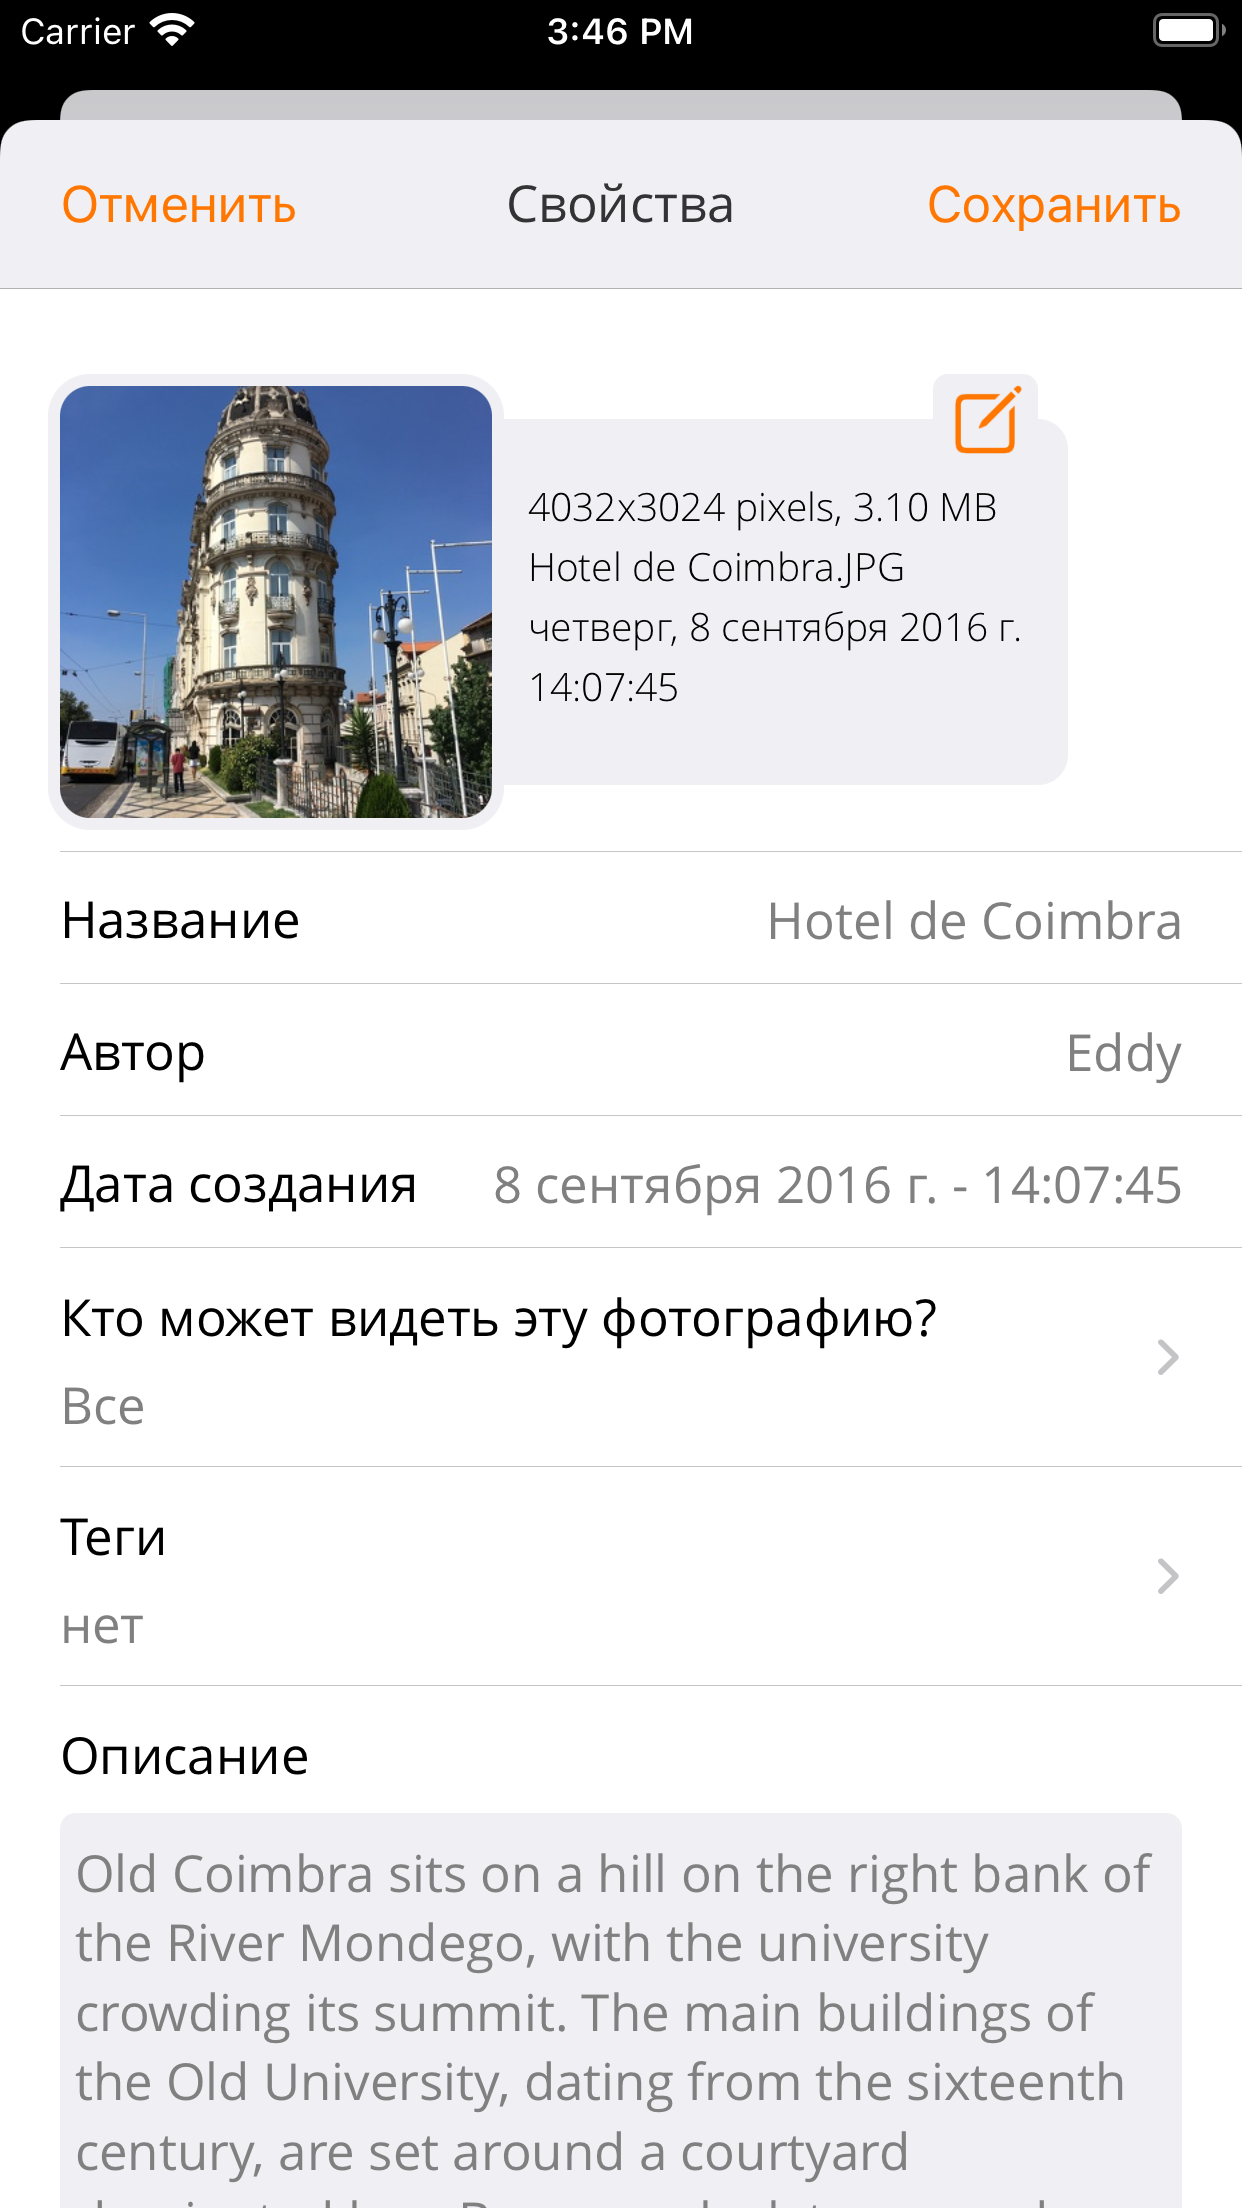 Carrier 3:46 PM
Отменить Свойства Сохранить
4032x3024 pixels, 3.10 MB
Hotel de Coimbra.JPG
четверг, 8 сентября 2016 г.
14:07:45
Название Hotel de Coimbra
Автор Eddy
Дата создания 8 сентября 2016 г. - 14:07:45
Кто может видеть эту фотографию?
Все
Теги
нет
Описание
Old Coimbra sits on a hill on the right bank of
the River Mondego, with the university
crowding its summit. The main buildings of
the Old University, dating from the sixteenth
century, are set around a courtyard